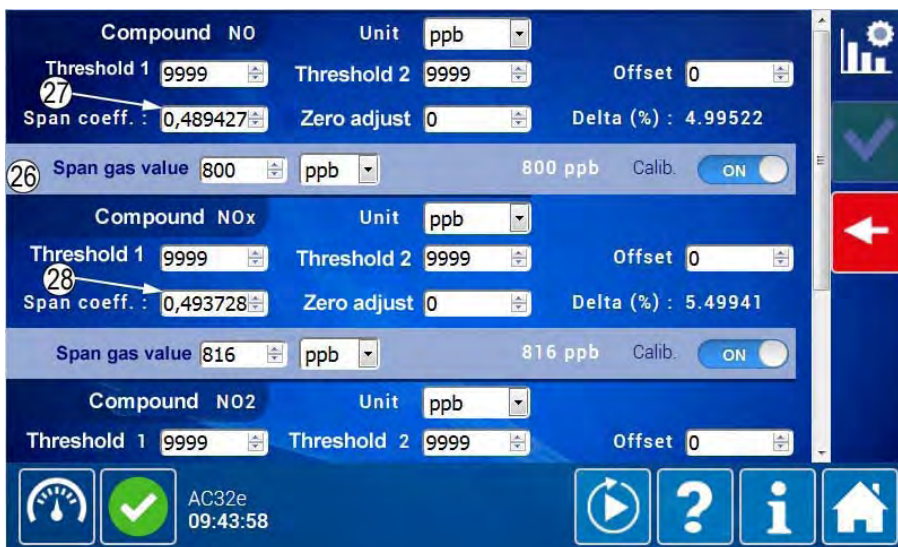 Compound NO Unit ppb
Threshold 1 9999 Threshold 2 9999 Offset 0
27
Span coeff. : 0,489427 Zero adjust 0 Delta (%) : 4.99522
26 Span gas value 800 ppb 800 ppb Calib. ON
Compound NOx Unit ppb
Threshold 1 9999 Threshold 2 9999 Offset 0
28
Span coeff. : 0,493728 Zero adjust 0 Delta (%) : 5.49941
Span gas value 816 ppb 816 ppb Calib. ON
Compound NO2 Unit ppb
Threshold 1 9999 Threshold 2 9999 Offset 0
AC32e
09:43:58